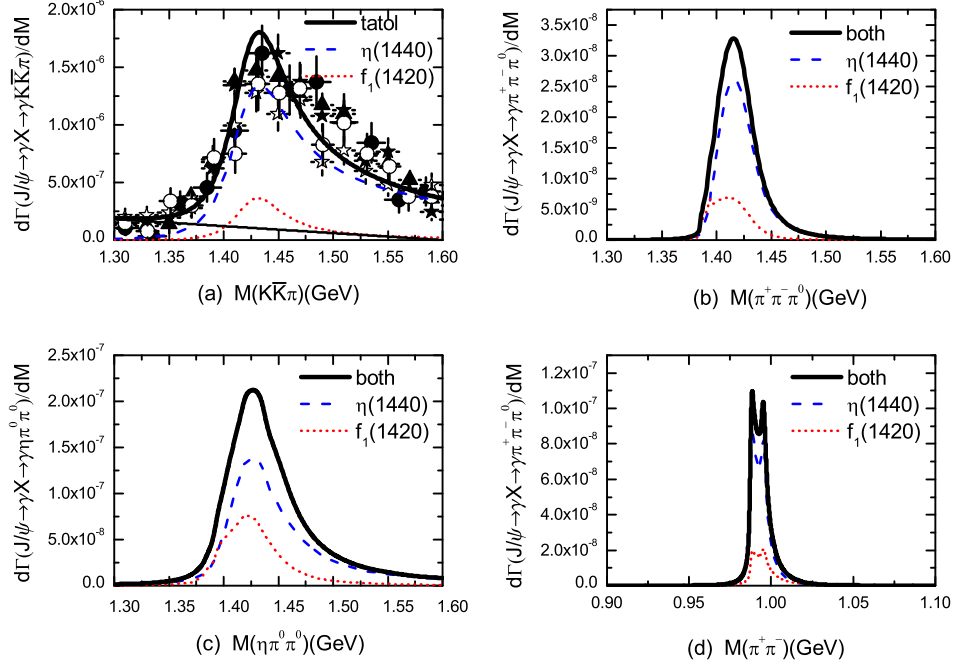 dΓ(J/ψ→γX→γKK̅π)/dM
2.0x10⁻⁶
1.5x10⁻⁶
1.0x10⁻⁶
5.0x10⁻⁷
0.0
tatol
η(1440)
f₁(1420)
1.30 1.35 1.40 1.45 1.50 1.55 1.60
(a) M(KK̅π)(GeV)
dΓ(J/ψ→γX→γπ⁺π⁻π⁰)/dM
4.0x10⁻⁸
3.5x10⁻⁸
3.0x10⁻⁸
2.5x10⁻⁸
2.0x10⁻⁸
1.5x10⁻⁸
1.0x10⁻⁸
5.0x10⁻⁹
0.0
both
η(1440)
f₁(1420)
1.30 1.35 1.40 1.45 1.50 1.55 1.60
(b) M(π⁺π⁻π⁰)(GeV)
dΓ(J/ψ→γX→γηπ⁰π⁰)/dM
2.5x10⁻⁷
2.0x10⁻⁷
1.5x10⁻⁷
1.0x10⁻⁷
5.0x10⁻⁸
0.0
both
η(1440)
f₁(1420)
1.30 1.35 1.40 1.45 1.50 1.55 1.60
(c) M(ηπ⁰π⁰)(GeV)
dΓ(J/ψ→γX→γπ⁺π⁻π⁰)/dM
1.2x10⁻⁷
1.0x10⁻⁷
8.0x10⁻⁸
6.0x10⁻⁸
4.0x10⁻⁸
2.0x10⁻⁸
0.0
both
η(1440)
f₁(1420)
0.90 0.95 1.00 1.05 1.10
(d) M(π⁺π⁻)(GeV)